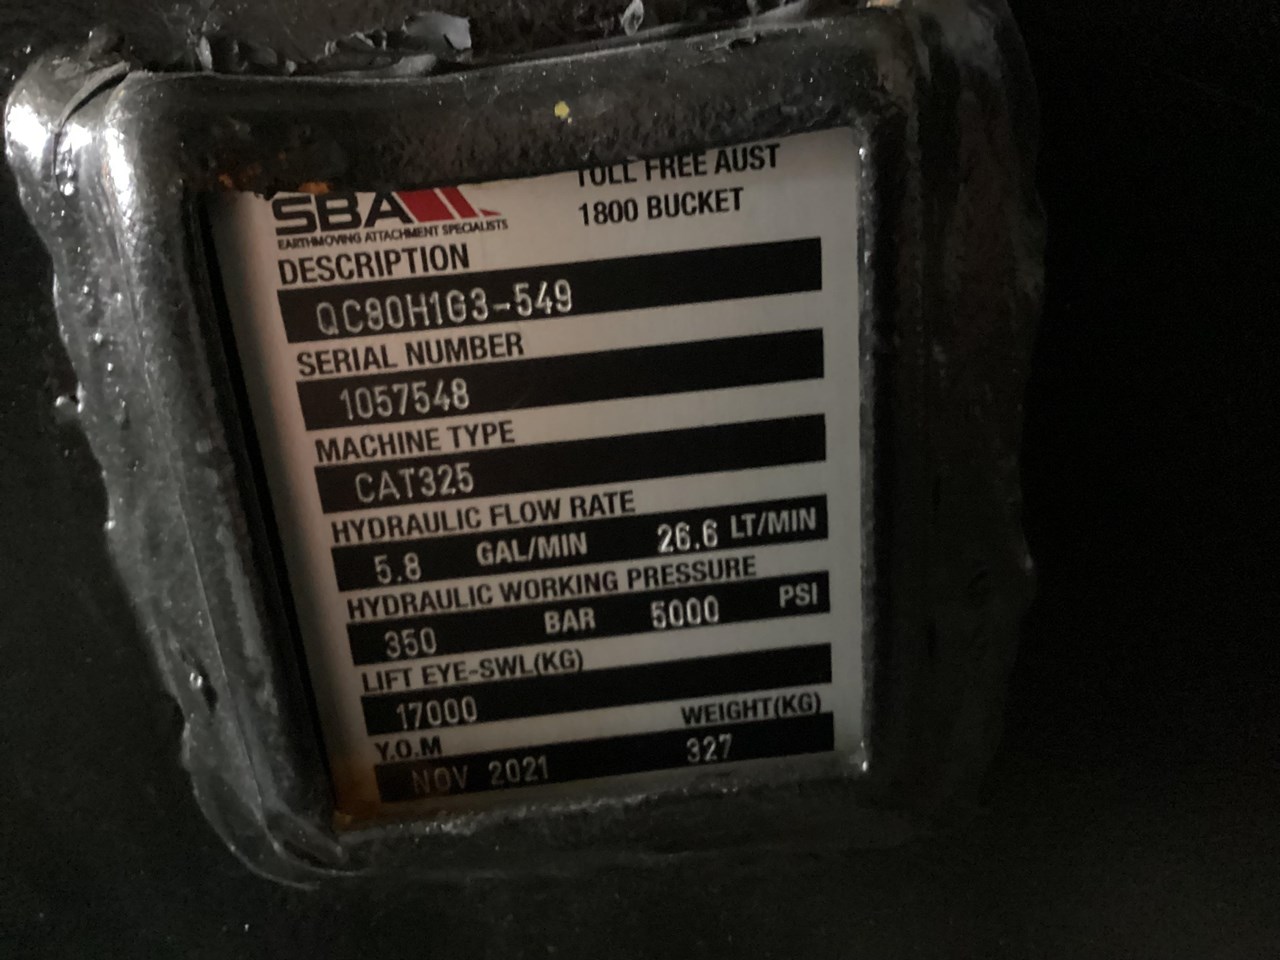 TOLL FREE AUST
SBA
1800 BUCKET
EARTHMOVING ATTACHMENT SPECIALISTS
DESCRIPTION
QC80H1G3-549
SERIAL NUMBER
1057548
MACHINE TYPE
CAT325
HYDRAULIC FLOW RATE
5.8 GAL/MIN 26.6 LT/MIN
HYDRAULIC WORKING PRESSURE
350 BAR 5000 PSI
LIFT EYE-SWL(KG)
17000
Y.O.M WEIGHT(KG)
NOV 2021 327